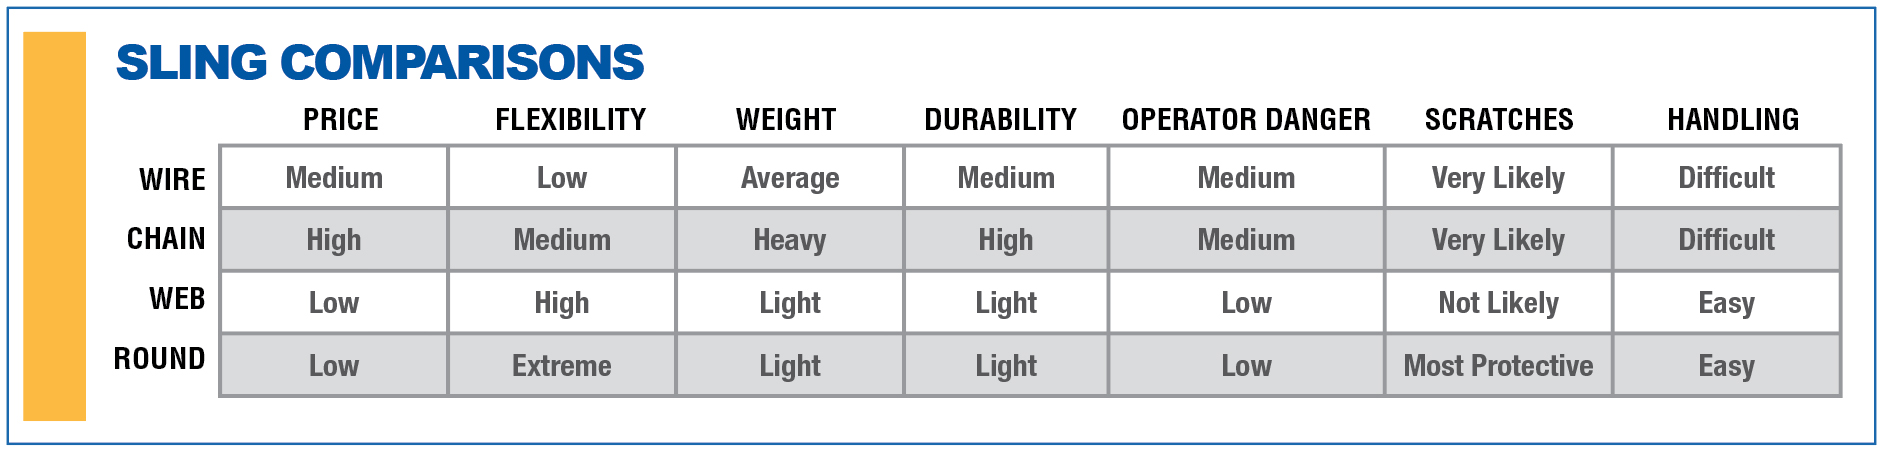 SLING COMPARISONS
PRICE FLEXIBILITY WEIGHT DURABILITY OPERATOR DANGER SCRATCHES HANDLING
WIRE Medium Low Average Medium Medium Very Likely Difficult
CHAIN High Medium Heavy High Medium Very Likely Difficult
WEB Low High Light Light Low Not Likely Easy
ROUND Low Extreme Light Light Low Most Protective Easy